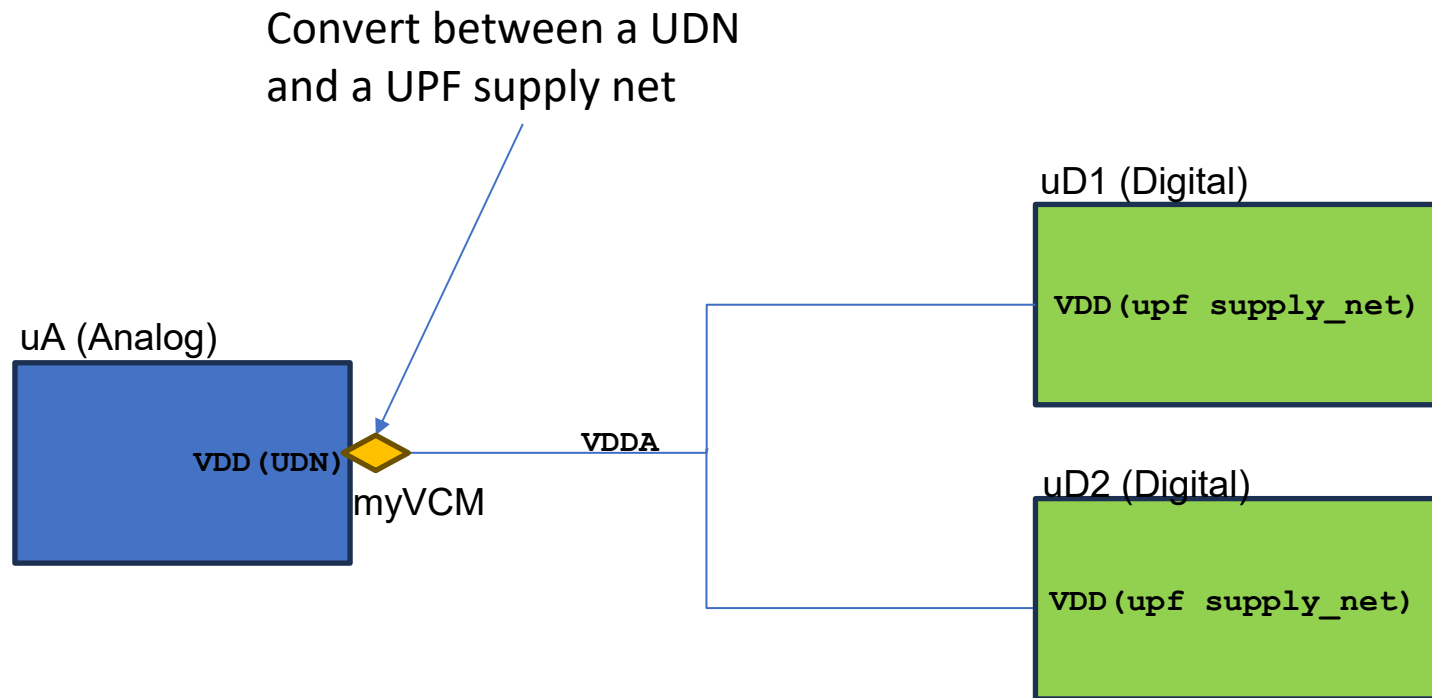 Convert between a UDN
and a UPF supply net
uD1 (Digital)
VDD(upf supply_net)
uA (Analog)
VDD(UDN)
VDDA
myVCM
uD2 (Digital)
VDD(upf supply_net)